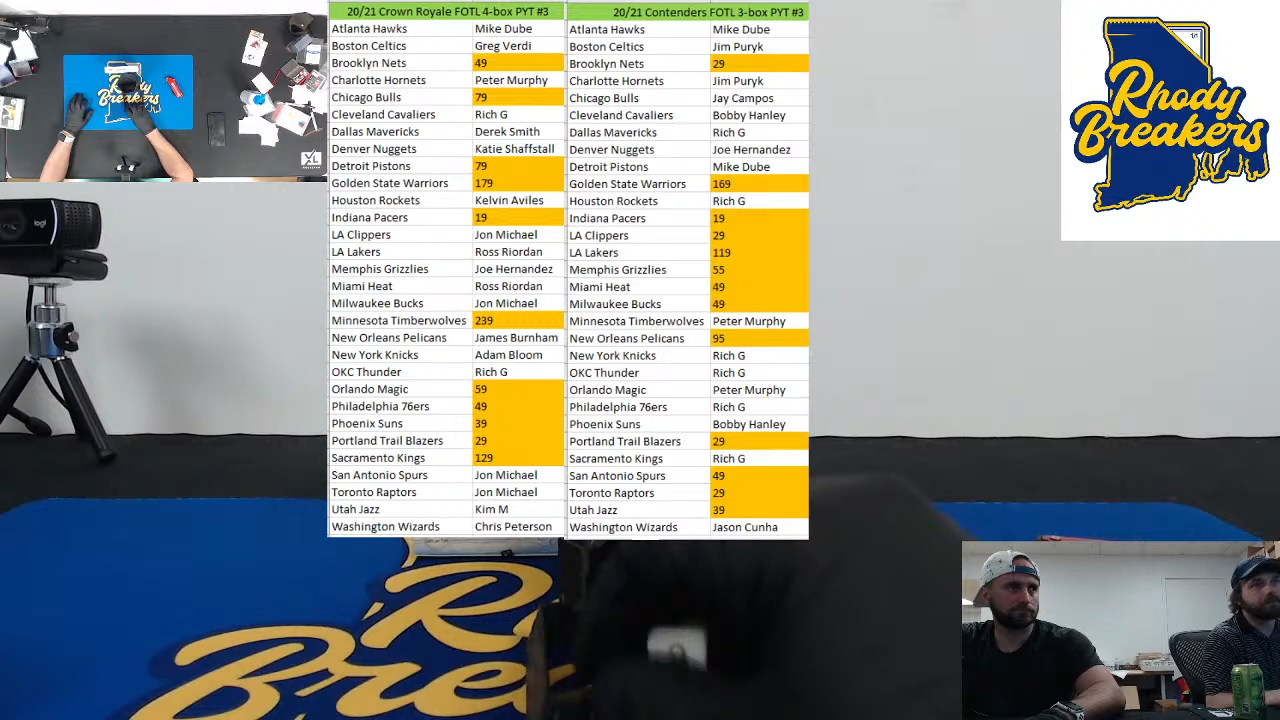 20/21 Crown Royale FOTL 4-box PYT #3
Atlanta Hawks Mike Dube
Boston Celtics Greg Verdi
Brooklyn Nets 49
Charlotte Hornets Peter Murphy
Chicago Bulls 79
Cleveland Cavaliers Rich G
Dallas Mavericks Derek Smith
Denver Nuggets Katie Shaffstall
Detroit Pistons 79
Golden State Warriors 179
Houston Rockets Kelvin Aviles
Indiana Pacers 19
LA Clippers Jon Michael
LA Lakers Ross Riordan
Memphis Grizzlies Joe Hernandez
Miami Heat Ross Riordan
Milwaukee Bucks Jon Michael
Minnesota Timberwolves 239
New Orleans Pelicans James Burnham
New York Knicks Adam Bloom
OKC Thunder Rich G
Orlando Magic 59
Philadelphia 76ers 49
Phoenix Suns 39
Portland Trail Blazers 29
Sacramento Kings 129
San Antonio Spurs Jon Michael
Toronto Raptors Jon Michael
Utah Jazz Kim M
Washington Wizards Chris Peterson
20/21 Contenders FOTL 3-box PYT #3
Atlanta Hawks Mike Dube
Boston Celtics Jim Puryk
Brooklyn Nets 29
Charlotte Hornets Jim Puryk
Chicago Bulls Jay Campos
Cleveland Cavaliers Bobby Hanley
Dallas Mavericks Rich G
Denver Nuggets Joe Hernandez
Detroit Pistons Mike Dube
Golden State Warriors 169
Houston Rockets Rich G
Indiana Pacers 19
LA Clippers 29
LA Lakers 119
Memphis Grizzlies 55
Miami Heat 49
Milwaukee Bucks 49
Minnesota Timberwolves Peter Murphy
New Orleans Pelicans 95
New York Knicks Rich G
OKC Thunder Rich G
Orlando Magic Peter Murphy
Philadelphia 76ers Rich G
Phoenix Suns Bobby Hanley
Portland Trail Blazers 29
Sacramento Kings Rich G
San Antonio Spurs 49
Toronto Raptors 29
Utah Jazz 39
Washington Wizards Jason Cunha
1/1
Rhody
Breakers
XL
logi